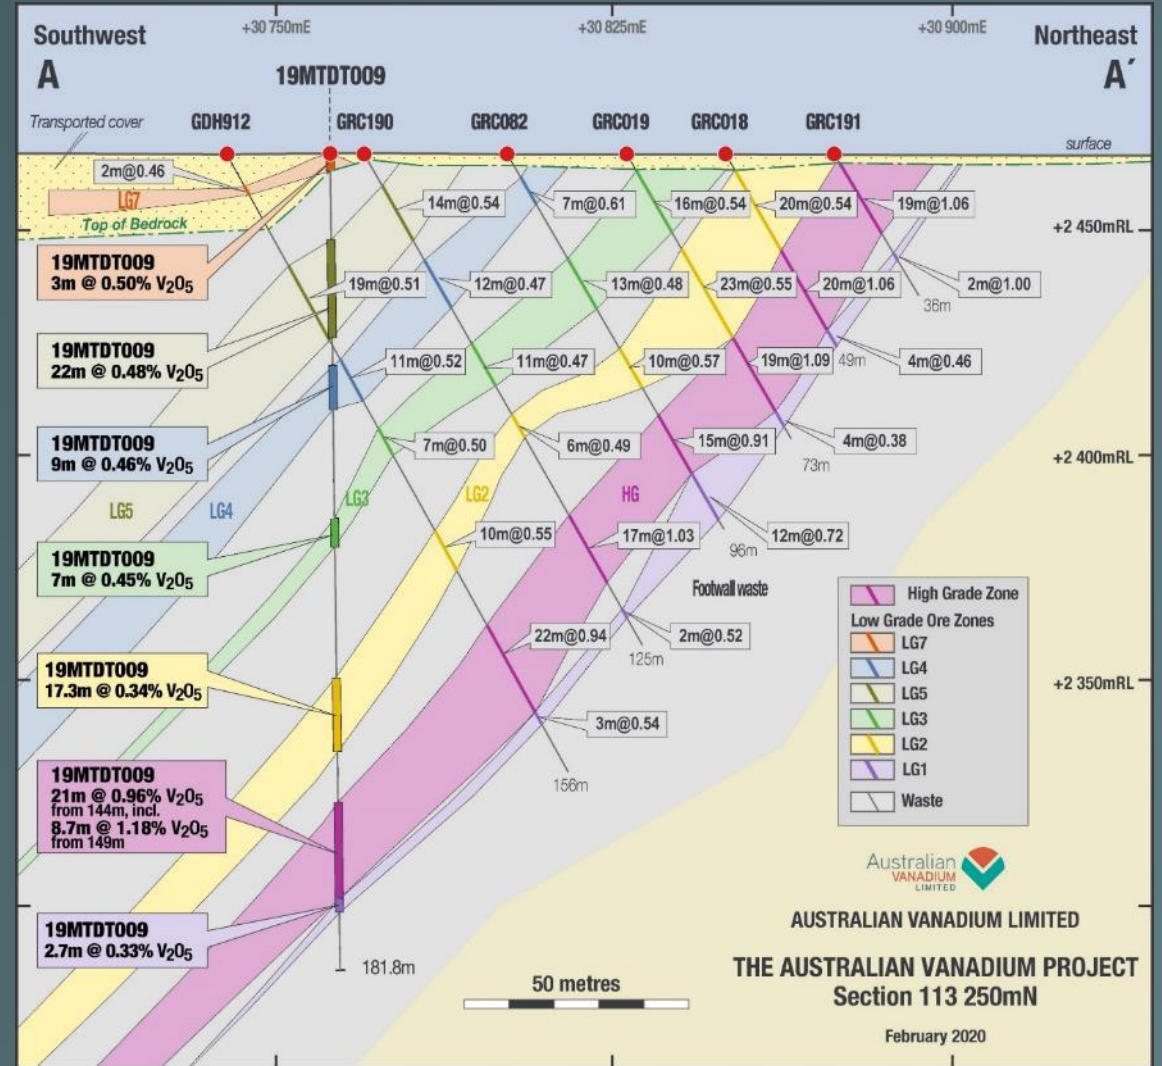 Southwest
A
+30 750mE
+30 825mE
+30 900mE
Northeast
A´
19MTDT009
Transported cover
GDH912
GRC190
GRC082
GRC019
GRC018
GRC191
surface
2m@0.46
LG7
Top of Bedrock
14m@0.54
7m@0.61
16m@0.54
20m@0.54
19m@1.06
+2 450mRL
19MTDT009
3m @ 0.50% V₂O₅
19m@0.51
12m@0.47
13m@0.48
23m@0.55
20m@1.06
2m@1.00
36m
19MTDT009
22m @ 0.48% V₂O₅
11m@0.52
11m@0.47
10m@0.57
19m@1.09
49m
4m@0.46
19MTDT009
9m @ 0.46% V₂O₅
7m@0.50
6m@0.49
15m@0.91
4m@0.38
73m
+2 400mRL
LG5
LG4
LG3
LG2
HG
10m@0.55
17m@1.03
96m
12m@0.72
19MTDT009
7m @ 0.45% V₂O₅
Footwall waste
22m@0.94
2m@0.52
125m
19MTDT009
17.3m @ 0.34% V₂O₅
+2 350mRL
3m@0.54
156m
High Grade Zone
Low Grade Ore Zones
LG7
LG4
LG5
LG3
LG2
LG1
Waste
19MTDT009
21m @ 0.96% V₂O₅
from 144m, incl.
8.7m @ 1.18% V₂O₅
from 149m
19MTDT009
2.7m @ 0.33% V₂O₅
181.8m
50 metres
Australian
VANADIUM
LIMITED
AUSTRALIAN VANADIUM LIMITED
THE AUSTRALIAN VANADIUM PROJECT
Section 113 250mN
February 2020